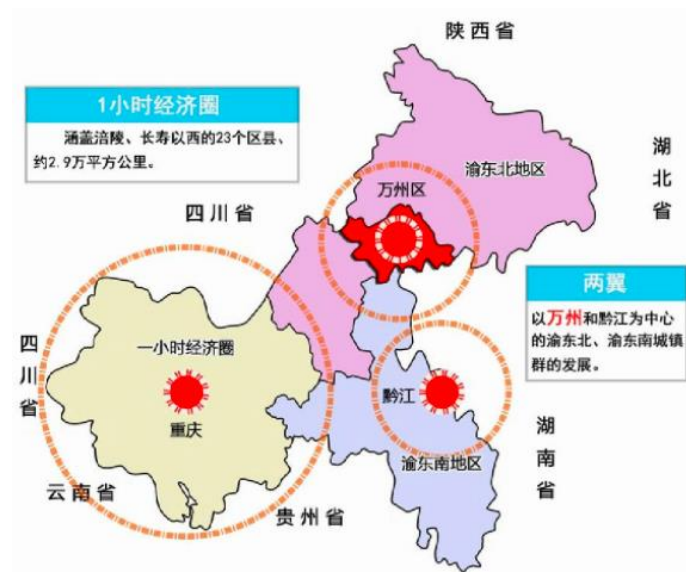 陕西省
1小时经济圈
涵盖涪陵、长寿以西的23个区县、
约2.9万平方公里。
湖北省
渝东北地区
万州区
四川省
两翼
以万州和黔江为中心
的渝东北、渝东南城镇
群的发展。
四川省
一小时经济圈
黔江
重庆
湖南省
渝东南地区
云南省
贵州省